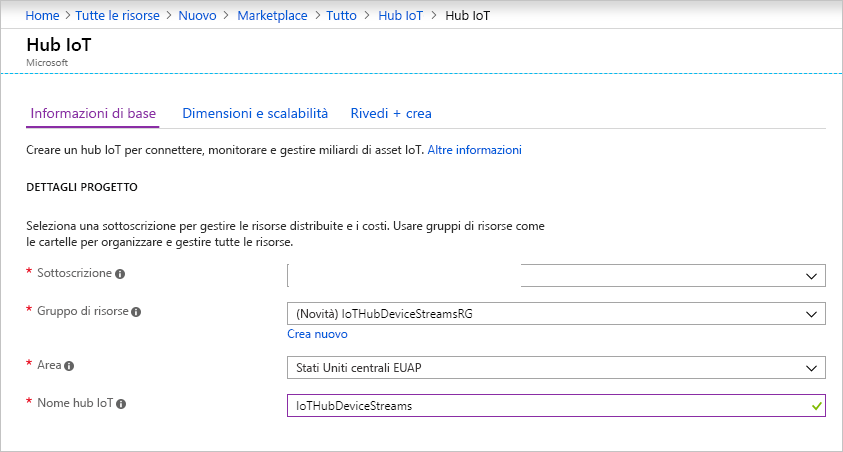 Home > Tutte le risorse > Nuovo > Marketplace > Tutto > Hub IoT > Hub IoT
Hub IoT
Microsoft
Informazioni di base Dimensioni e scalabilità Rivedi + crea
Creare un hub IoT per connettere, monitorare e gestire miliardi di asset IoT. Altre informazioni
DETTAGLI PROGETTO
Seleziona una sottoscrizione per gestire le risorse distribuite e i costi. Usare gruppi di risorse come
le cartelle per organizzare e gestire tutte le risorse.
* Sottoscrizione
* Gruppo di risorse (Novità) IoTHubDeviceStreamsRG
Crea nuovo
* Area Stati Uniti centrali EUAP
* Nome hub IoT IoTHubDeviceStreams